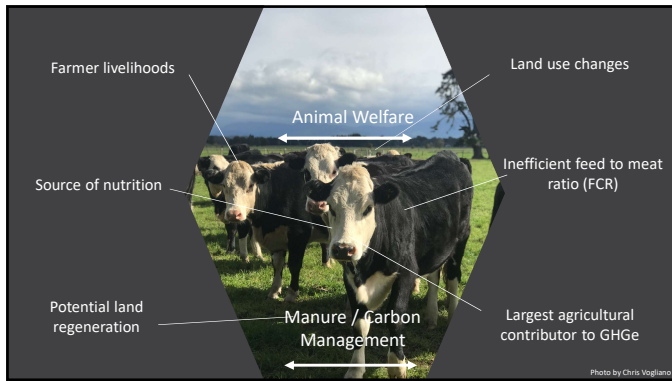 Farmer livelihoods
Land use changes
Animal Welfare
Source of nutrition
Inefficient feed to meat
ratio (FCR)
Potential land
regeneration
Manure / Carbon
Management
Largest agricultural
contributor to GHGe
Photo by Chris Vogliano